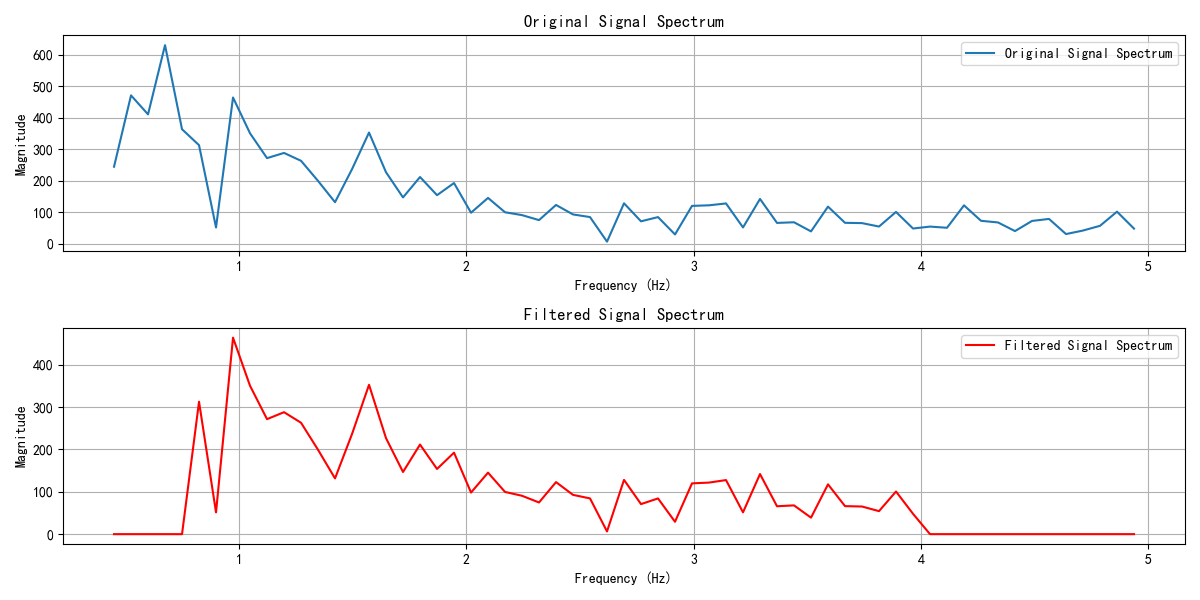 Original Signal Spectrum
Original Signal Spectrum
Magnitude
600
500
400
300
200
100
0
1 2 3 4 5
Frequency (Hz)
Filtered Signal Spectrum
Filtered Signal Spectrum
Magnitude
400
300
200
100
0
1 2 3 4 5
Frequency (Hz)